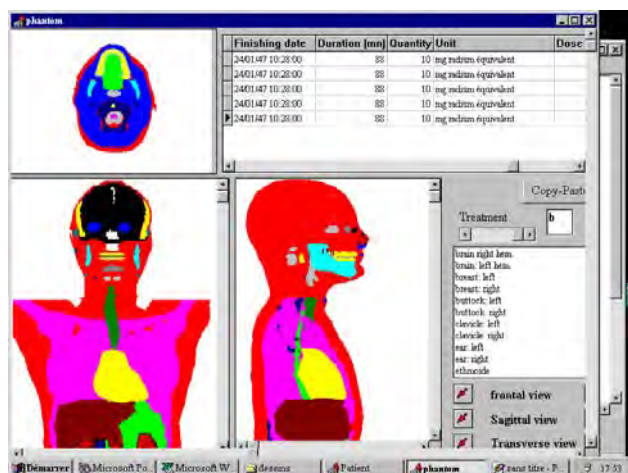 phantom
Finishing date Duration [mn] Quantity Unit Dose
24/01/47 10:28:00 88 10 mg radium équivalent
24/01/47 10:28:00 88 10 mg radium équivalent
24/01/47 10:28:00 88 10 mg radium équivalent
24/01/47 10:28:00 88 10 mg radium équivalent
24/01/47 10:28:00 88 10 mg radium équivalent
Copy-Paste
Treatment
b
brain right hem.
brain: left hem.
breast: left
breast: right
buttock: left
buttock: right
clavicle: left
clavicle: right
ear: left
ear: right
ethmoide
frontal view
Sagittal view
Transverse view
Démarrer Microsoft Po.. Microsoft W... dessins Patient phantom sans titre - P... 17:53